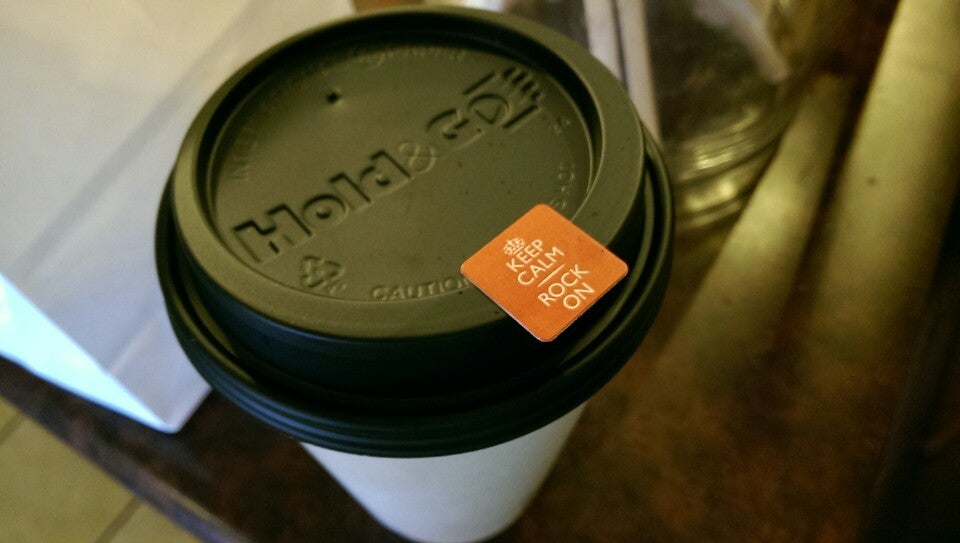 Hold&Go
CAUTION
KEEP
CALM
ROCK
ON